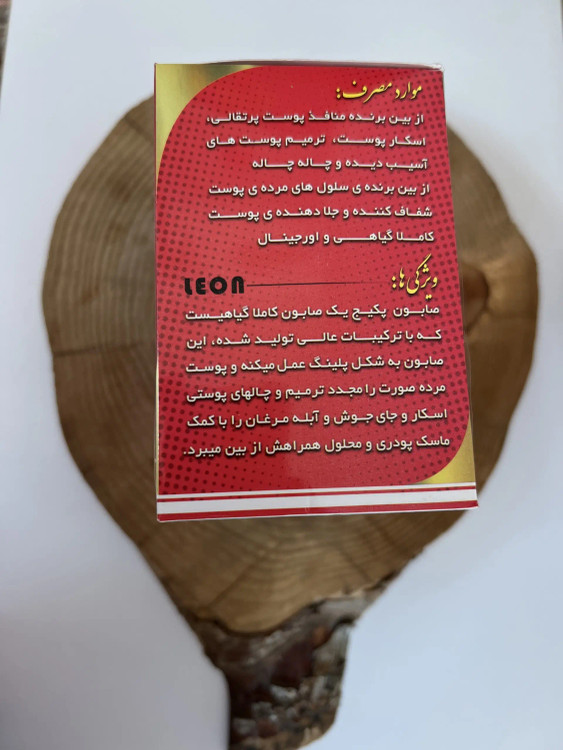 موارد مصرف:
از بین برنده منافذ پوست پرتقالی،
اسکار پوست، ترمیم پوست های
آسیب دیده و چاله چاله
از بین برنده ی سلول های مرده ی پوست
شفاف کننده و جلا دهنده ی پوست
کاملا گیاهی و اورجینال
ویژگی ها:
LEON
صابون پکیج یک صابون کاملا گیاهیست
که با ترکیبات عالی تولید شده، این
صابون به شکل پلینگ عمل میکنه و پوست
مرده صورت را مجدد ترمیم و چالهای پوستی
اسکار و جای جوش و آبله مرغان را با کمک
ماسک پودری و محلول همراهش از بین میبرد.